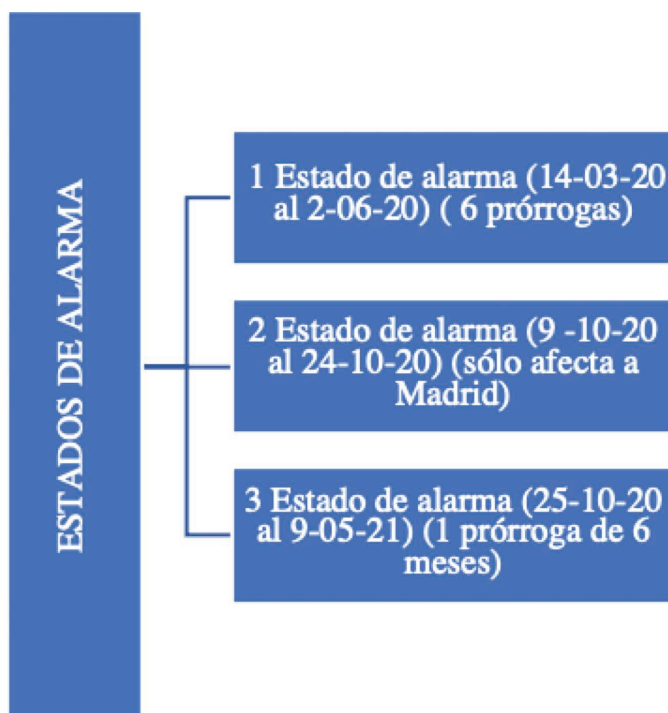 ESTADOS DE ALARMA
1 Estado de alarma (14-03-20
al 2-06-20) ( 6 prórrogas)
2 Estado de alarma (9 -10-20
al 24-10-20) (sólo afecta a
Madrid)
3 Estado de alarma (25-10-20
al 9-05-21) (1 prórroga de 6
meses)